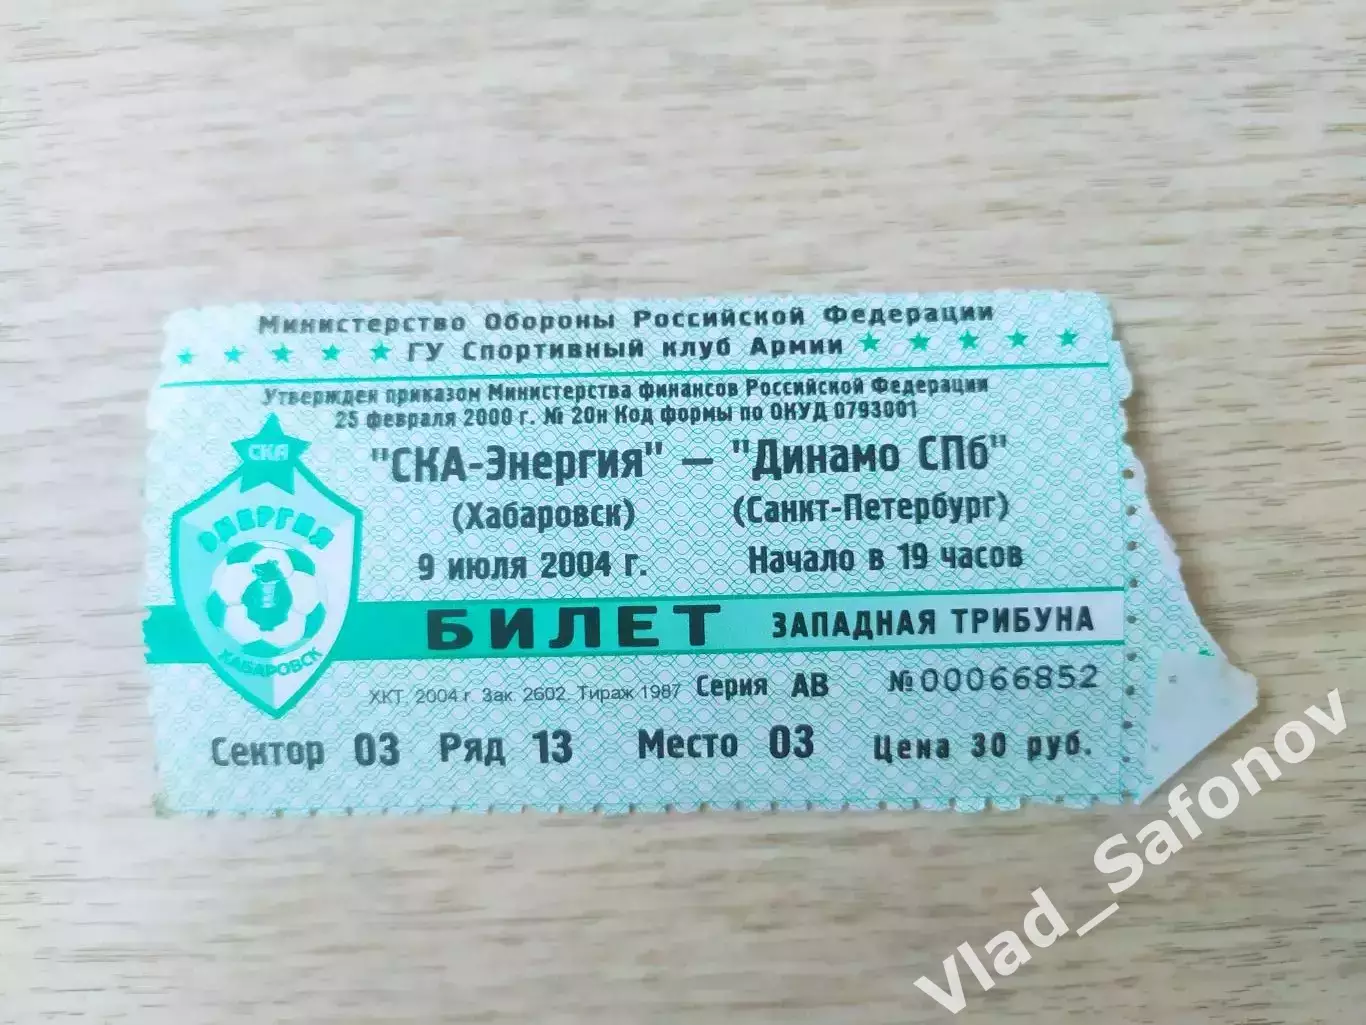 Министерство Обороны Российской Федерации
ГУ Спортивный клуб Армии
Утвержден приказом Министерства финансов Российской Федерации
25 февраля 2000 г. № 20н Код формы по ОКУД 0793001
СКА
ЭНЕРГИЯ
ХАБАРОВСК
"СКА-Энергия" — "Динамо СПб"
(Хабаровск) (Санкт-Петербург)
9 июля 2004 г. Начало в 19 часов
БИЛЕТ ЗАПАДНАЯ ТРИБУНА
ХКТ. 2004 г. Зак. 2602. Тираж 1987 Серия АВ №00066852
Сектор 03 Ряд 13 Место 03 Цена 30 руб.
Vlad_Safonov